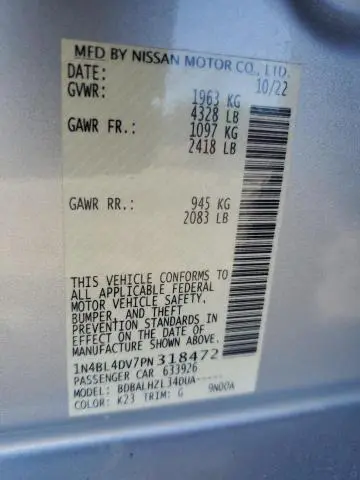 MFD BY NISSAN MOTOR CO., LTD.
DATE: 10/22
GVWR: 1963 KG
4328 LB
GAWR FR.: 1097 KG
2418 LB
GAWR RR.: 945 KG
2083 LB
THIS VEHICLE CONFORMS TO
ALL APPLICABLE FEDERAL
MOTOR VEHICLE SAFETY,
BUMPER, AND THEFT
PREVENTION STANDARDS IN
EFFECT ON THE DATE OF
MANUFACTURE SHOWN ABOVE.
1N4BL4DV7PN318472
PASSENGER CAR 633926
MODEL: BDBALHZL34DUA-----
COLOR: K23 TRIM: G 9N00A